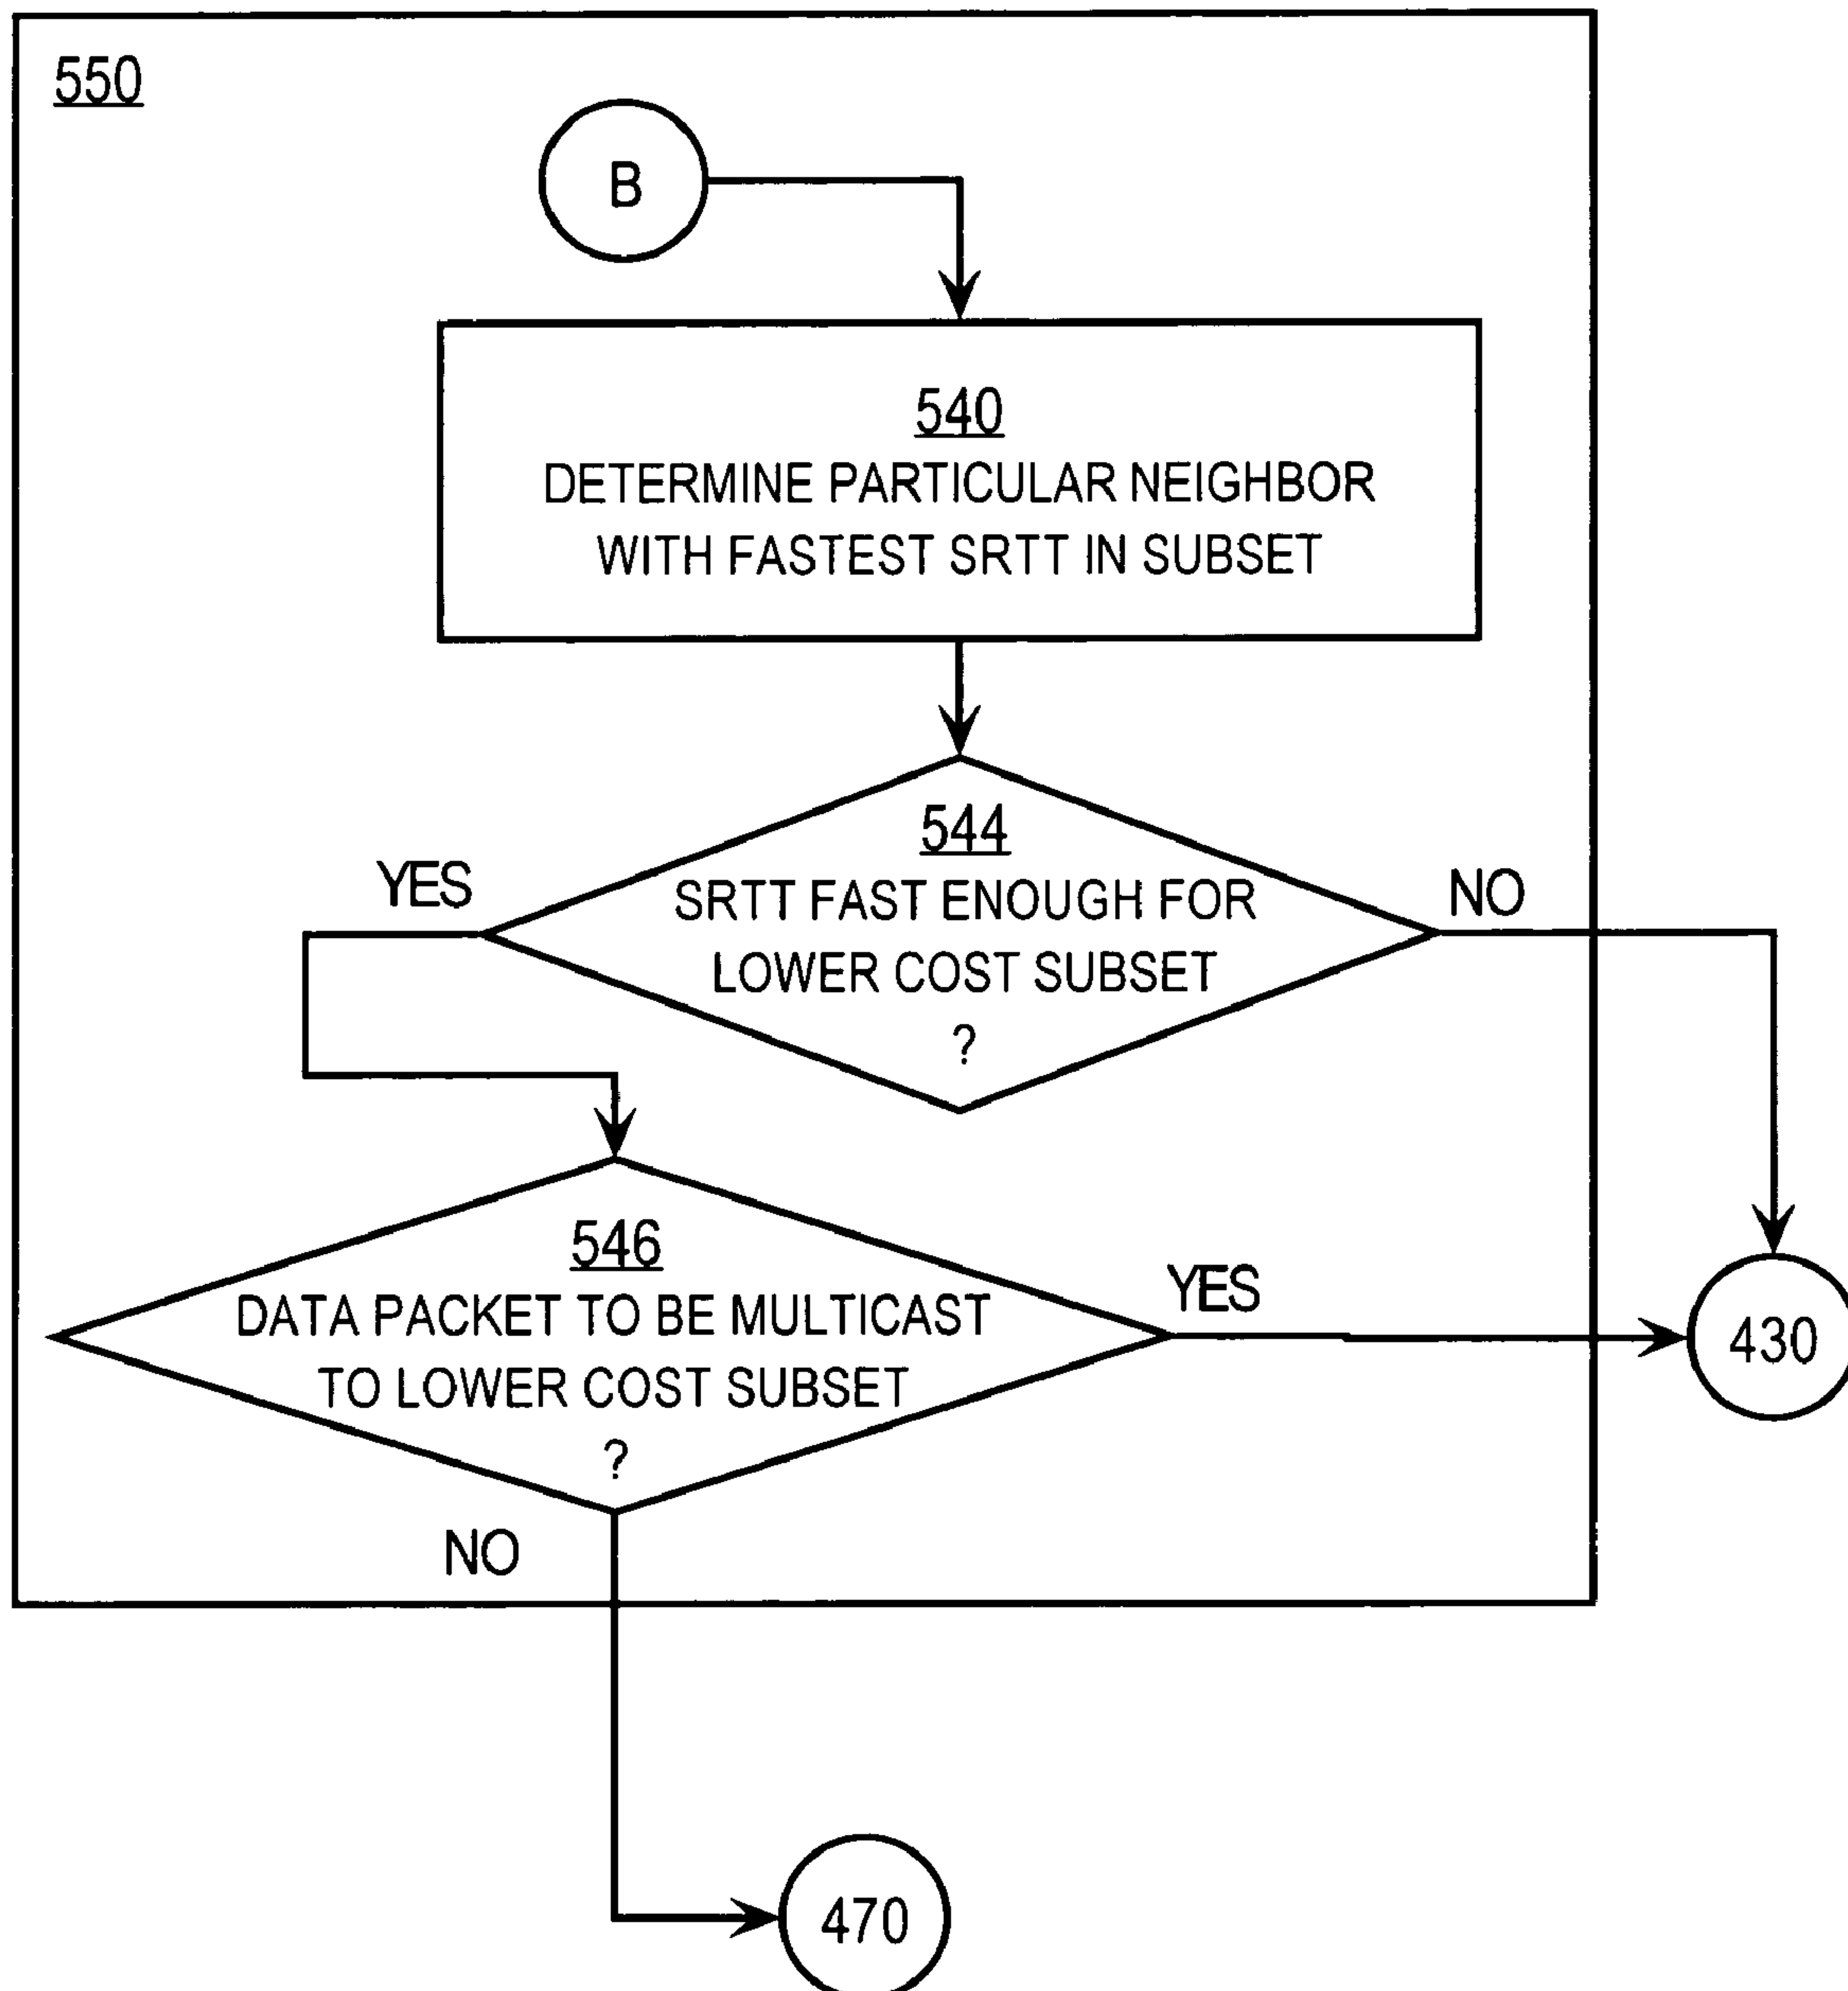 550
B
540
DETERMINE PARTICULAR NEIGHBOR
WITH FASTEST SRTT IN SUBSET
544
SRTT FAST ENOUGH FOR
LOWER COST SUBSET
?
YES
NO
546
DATA PACKET TO BE MULTICAST
TO LOWER COST SUBSET
?
YES
430
NO
470